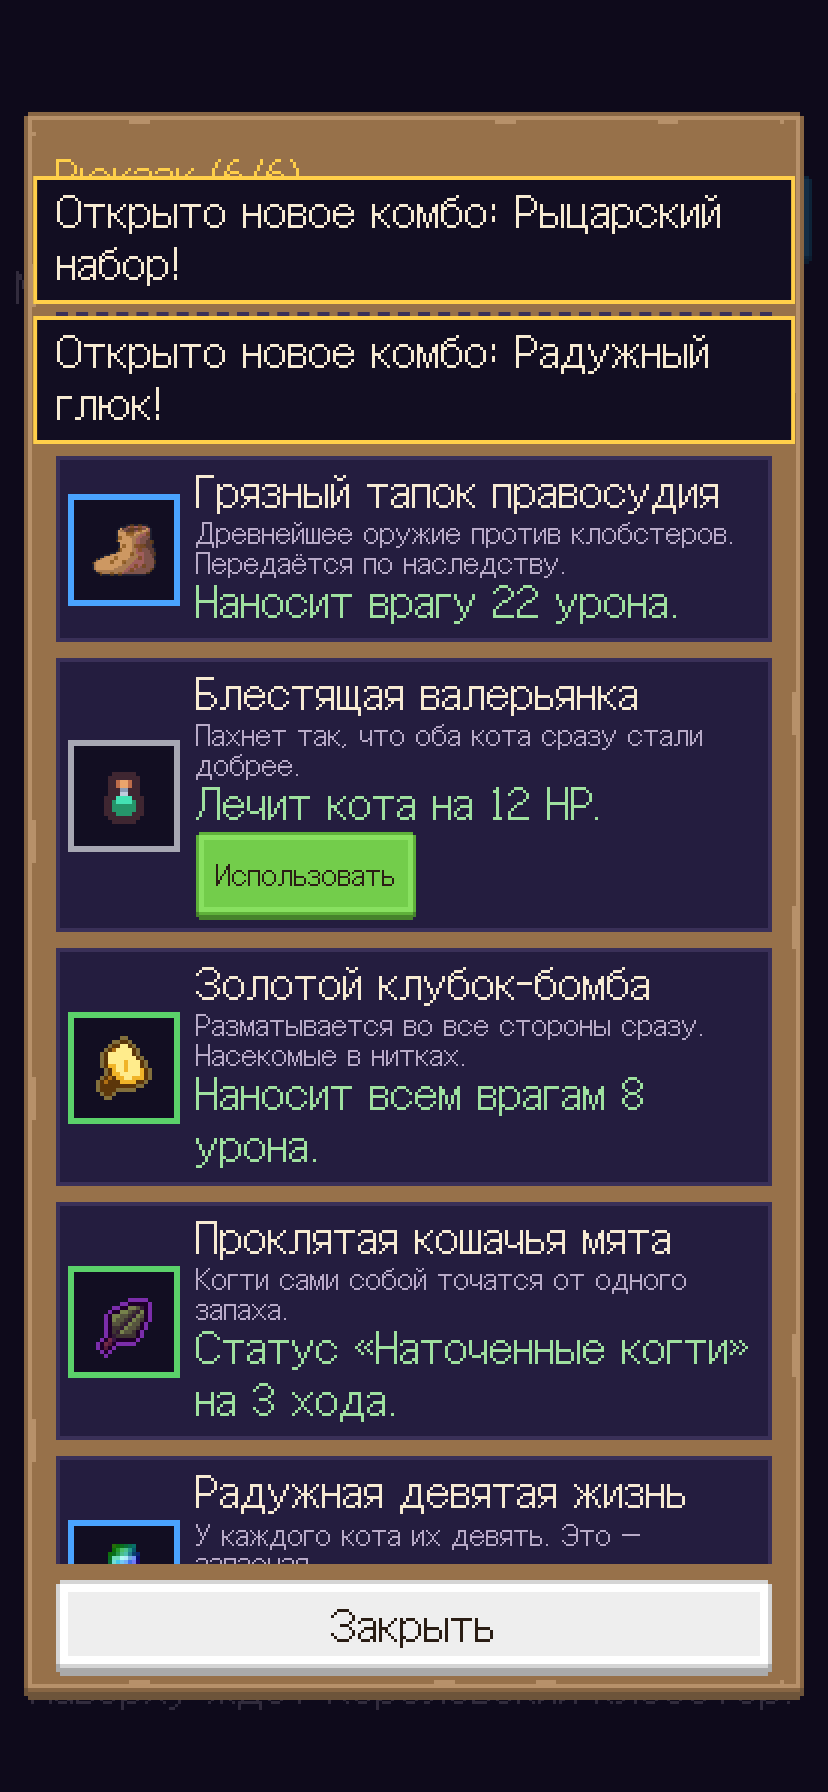 Рюкзак (6/6)
Открыто новое комбо: Рыцарский
набор!
Открыто новое комбо: Радужный
глюк!
Грязный тапок правосудия
Древнейшее оружие против клобстеров.
Передаётся по наследству.
Наносит врагу 22 урона.
Блестящая валерьянка
Пахнет так, что оба кота сразу стали
добрее.
Лечит кота на 12 HP.
Использовать
Золотой клубок-бомба
Разматывается во все стороны сразу.
Насекомые в нитках.
Наносит всем врагам 8
урона.
Проклятая кошачья мята
Когти сами собой точатся от одного
запаха.
Статус «Наточенные когти»
на 3 хода.
Радужная девятая жизнь
У каждого кота их девять. Это —
запасная.
Закрыть